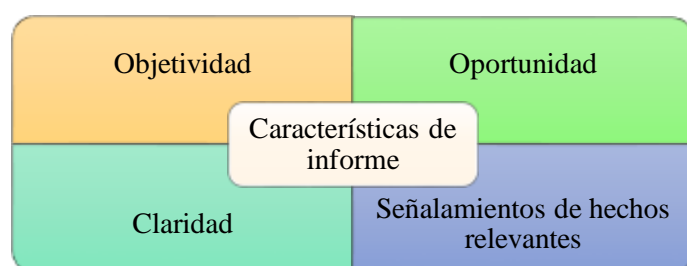 Objetividad
Oportunidad
Características de
informe
Claridad
Señalamientos de hechos
relevantes